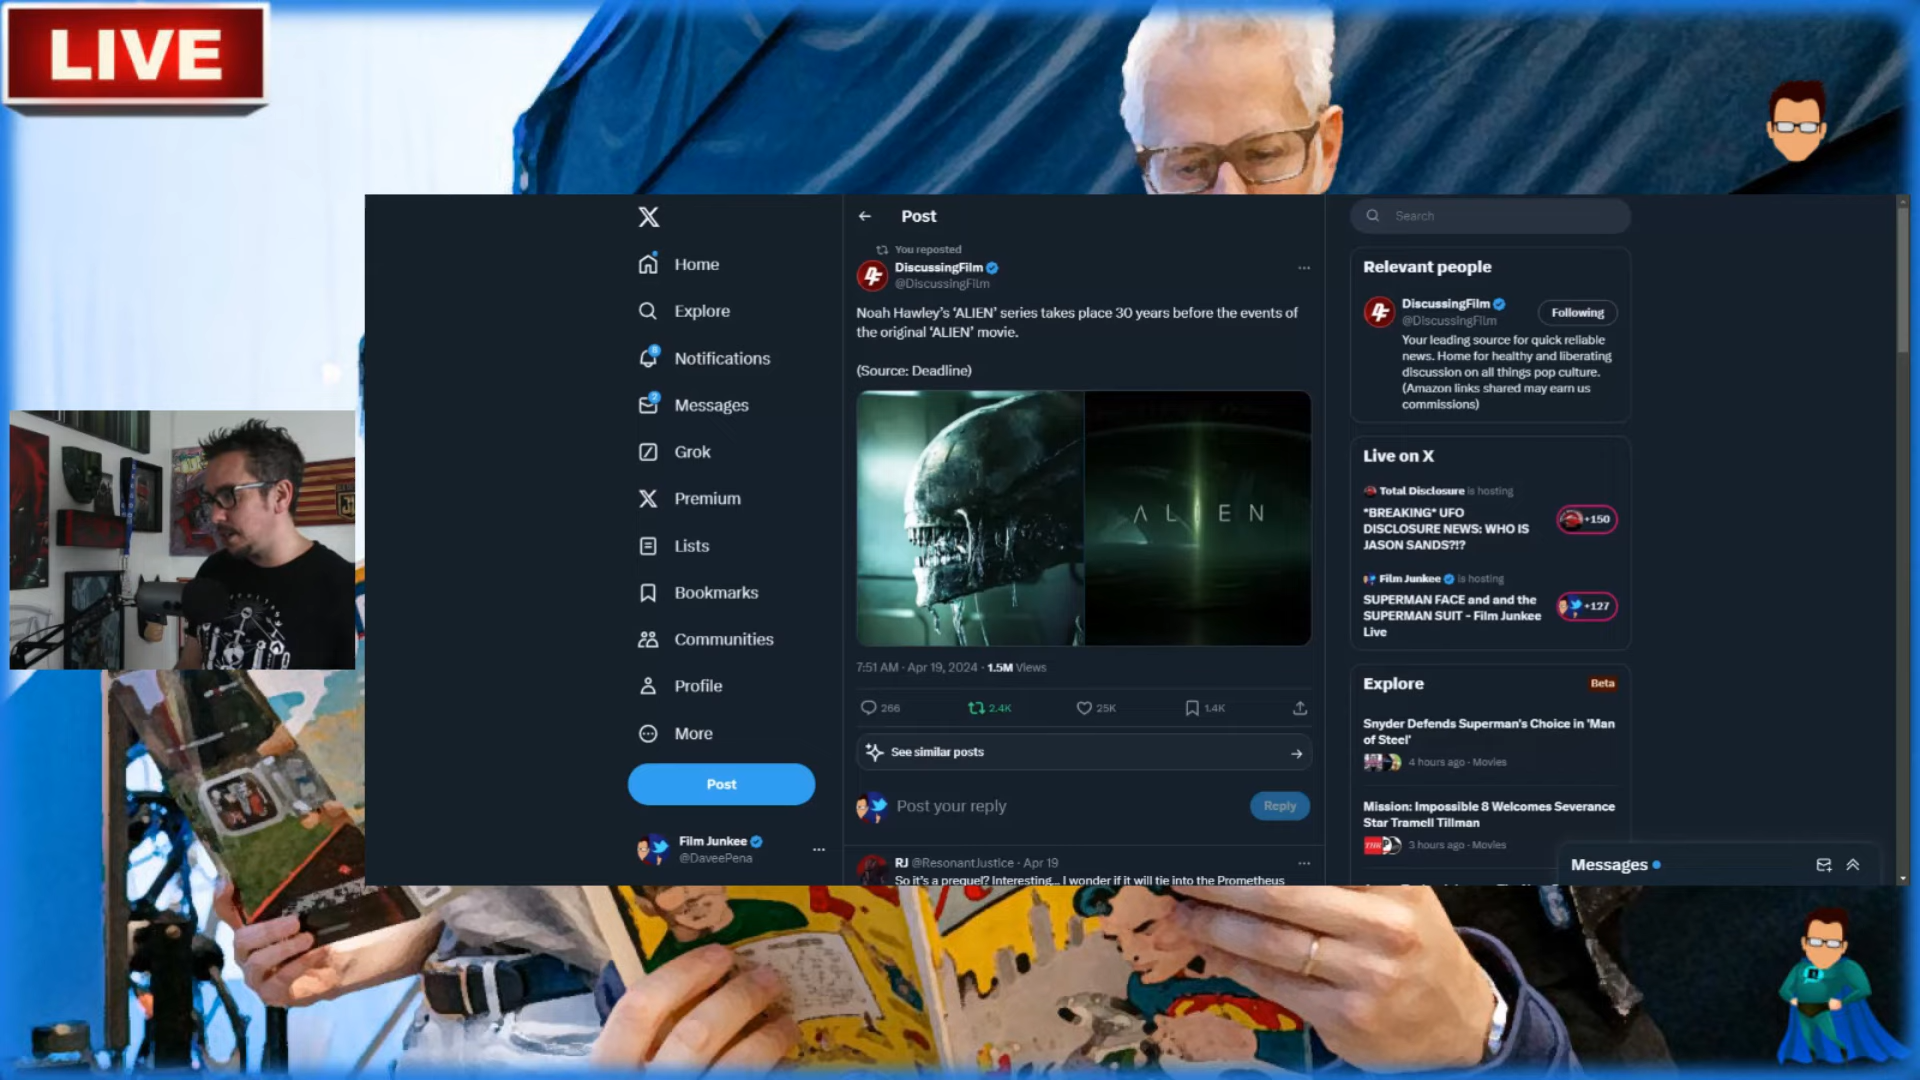 LIVE
Home
Explore
Notifications
Messages
Grok
Premium
Lists
Bookmarks
Communities
Profile
More
Post
Film Junkee
@DaveePena
Post
You reposted
DiscussingFilm
@DiscussingFilm
Noah Hawley's 'ALIEN' series takes place 30 years before the events of
the original 'ALIEN' movie.
(Source: Deadline)
ALIEN
7:51 AM · Apr 19, 2024 · 1.5M Views
266
2.4K
25K
1.4K
See similar posts
Post your reply
Reply
RJ @ResonantJustice · Apr 19
So it's a prequel? Interesting... I wonder if it will tie into the Prometheus
Search
Relevant people
DiscussingFilm
@DiscussingFilm
Following
Your leading source for quick reliable
news. Home for healthy and liberating
discussion on all things pop culture.
(Amazon links shared may earn us
commissions)
Live on X
Total Disclosure is hosting
*BREAKING* UFO
DISCLOSURE NEWS: WHO IS
JASON SANDS?!?
+150
Film Junkee is hosting
SUPERMAN FACE and and the
SUPERMAN SUIT - Film Junkee
Live
+127
Explore
Beta
Snyder Defends Superman's Choice in 'Man
of Steel'
4 hours ago · Movies
Mission: Impossible 8 Welcomes Severance
Star Tramell Tillman
3 hours ago · Movies
Messages